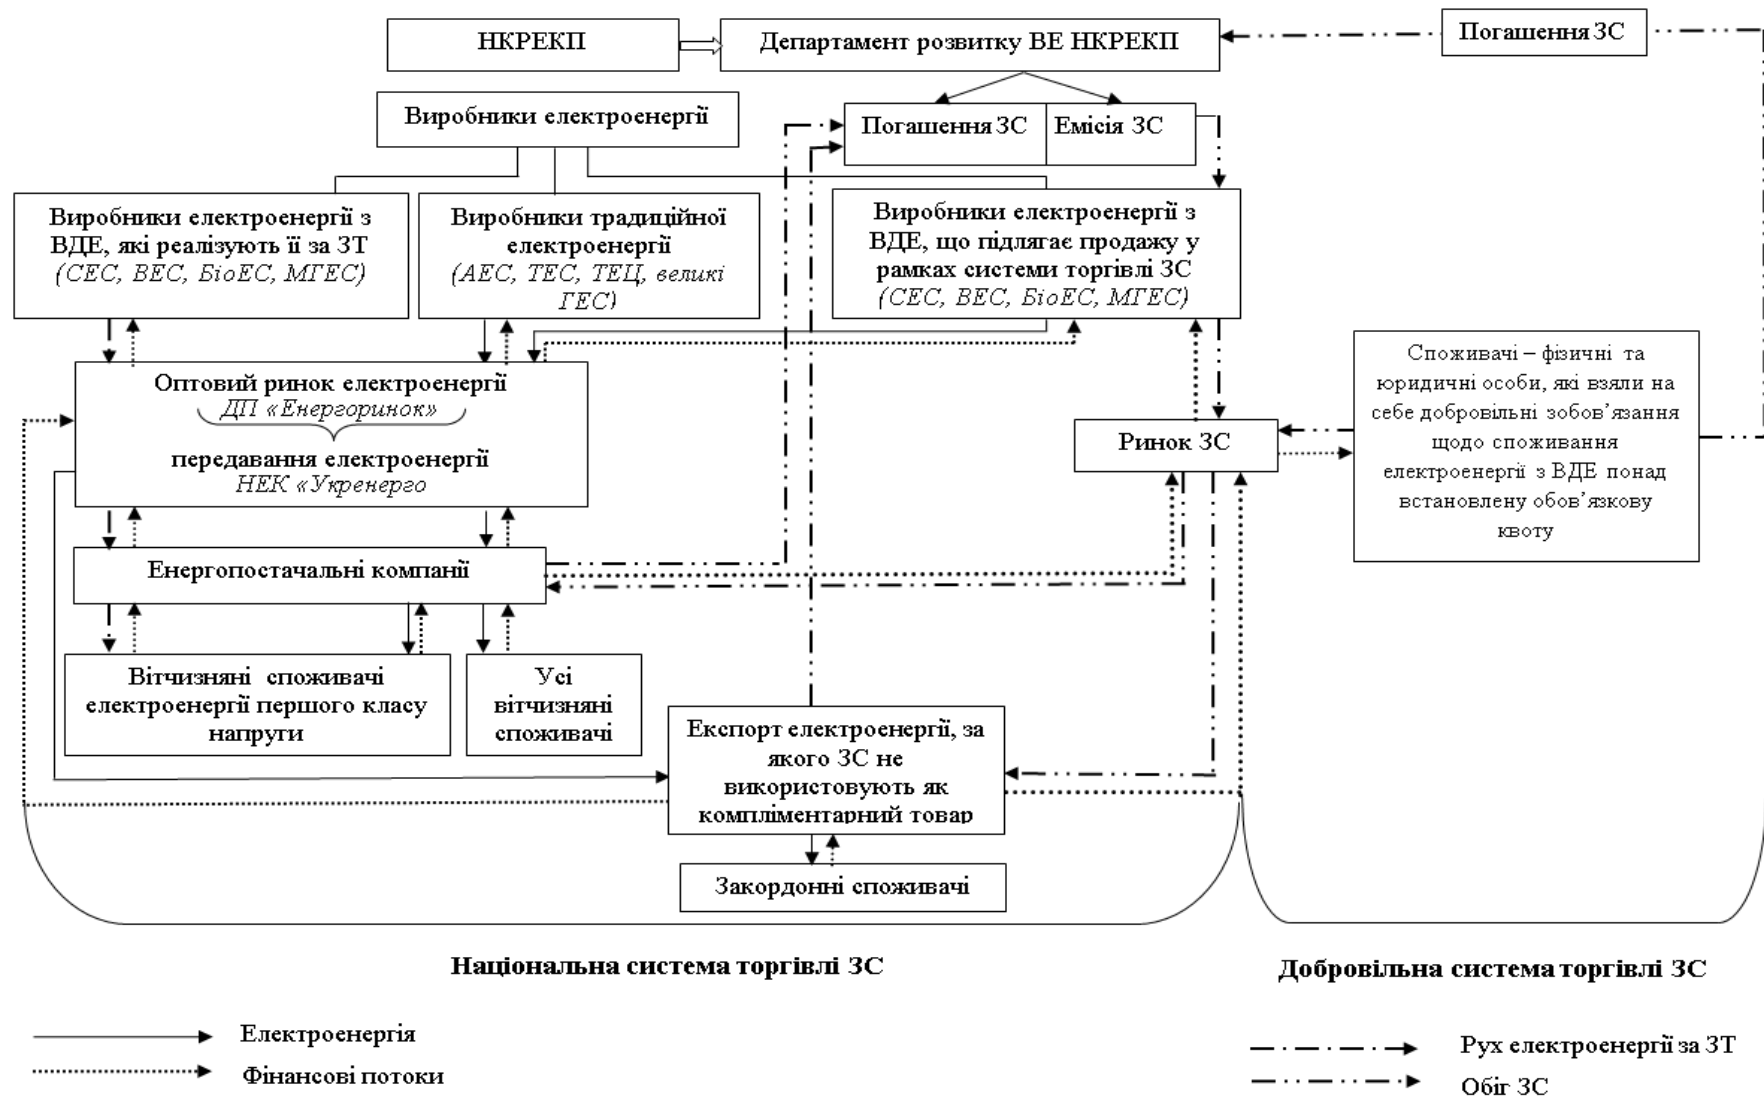 НКРЕКП
Департамент розвитку ВЕ НКРЕКП
Погашення ЗС
Виробники електроенергії
Погашення ЗС
Емісія ЗС
Виробники електроенергії з
ВДЕ, які реалізують її за ЗТ
(СЕС, ВЕС, БіоЕС, МГЕС)
Виробники традиційної
електроенергії
(АЕС, ТЕС, ТЕЦ, великі
ГЕС)
Виробники електроенергії з
ВДЕ, що підлягає продажу у
рамках системи торгівлі ЗС
(СЕС, ВЕС, БіоЕС, МГЕС)
Оптовий ринок електроенергії
ДП «Енергоринок»
передавання електроенергії
НЕК «Укренерго
Ринок ЗС
Споживачі – фізичні та
юридичні особи, які взяли на
себе добровільні зобов’язання
щодо споживання
електроенергії з ВДЕ понад
встановлену обов’язкову
квоту
Енергопостачальні компанії
Вітчизняні споживачі
електроенергії першого класу
напруги
Усі
вітчизняні
споживачі
Експорт електроенергії, за
якого ЗС не
використовують як
компліментарний товар
Закордонні споживачі
Національна система торгівлі ЗС
Добровільна система торгівлі ЗС
Електроенергія
Фінансові потоки
Рух електроенергії за ЗТ
Обіг ЗС